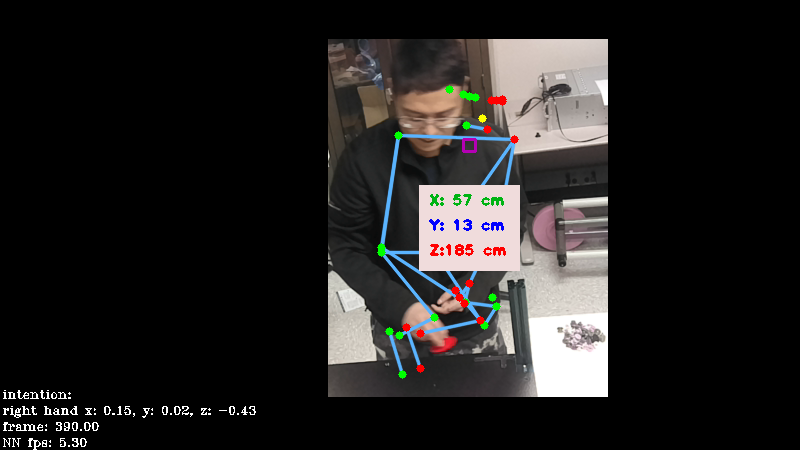 X: 57 cm
Y: 13 cm
Z:185 cm
intention:
right hand x: 0.15, y: 0.02, z: -0.43
frame: 390.00
NN fps: 5.30